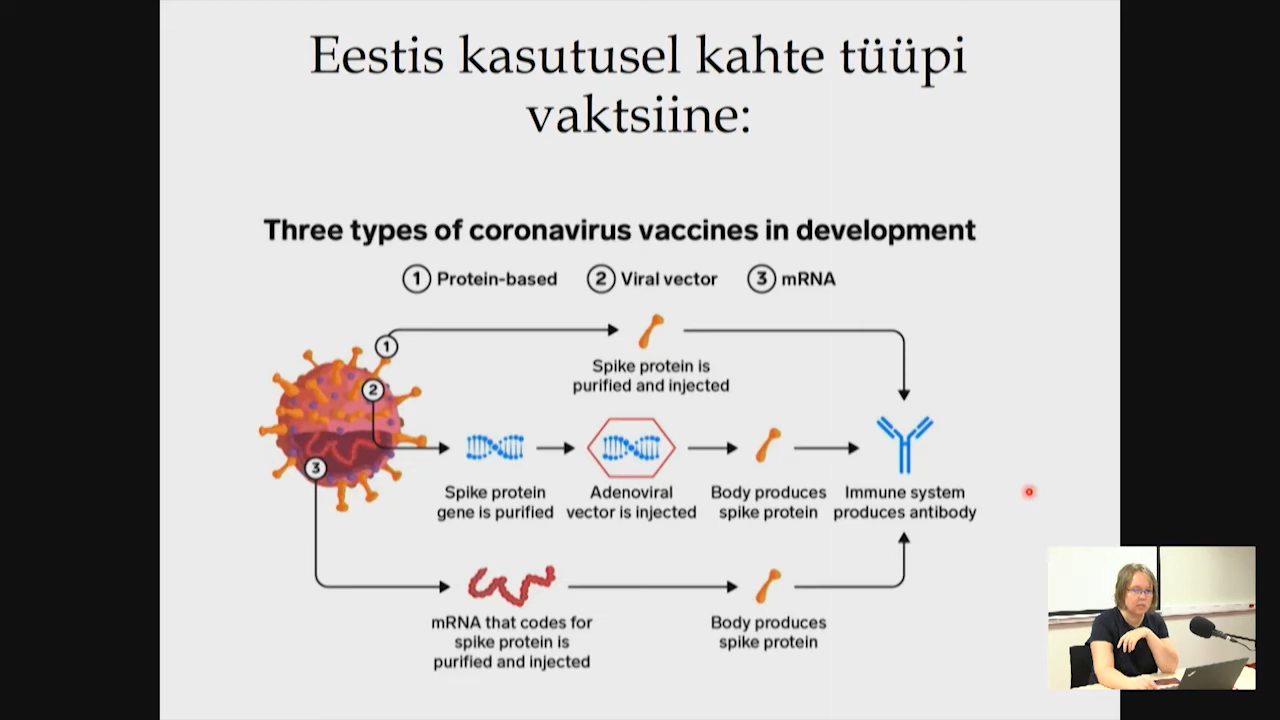 Eestis kasutusel kahte tüüpi
vaktsiine:
Three types of coronavirus vaccines in development
1 Protein-based 2 Viral vector 3 mRNA
1
Spike protein is
purified and injected
2
Spike protein
gene is purified
Adenoviral
vector is injected
Body produces
spike protein
Immune system
produces antibody
3
mRNA that codes for
spike protein is
purified and injected
Body produces
spike protein